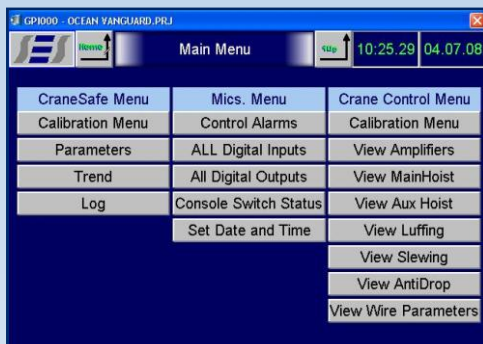 GPI000 - OCEAN VANGUARD.PRJ
SES Home Main Menu <Up 10:25.29 04.07.08
CraneSafe Menu Mics. Menu Crane Control Menu
Calibration Menu Control Alarms Calibration Menu
Parameters ALL Digital Inputs View Amplifiers
Trend All Digital Outputs View MainHoist
Log Console Switch Status View Aux Hoist
Set Date and Time View Luffing
View Slewing
View AntiDrop
View Wire Parameters